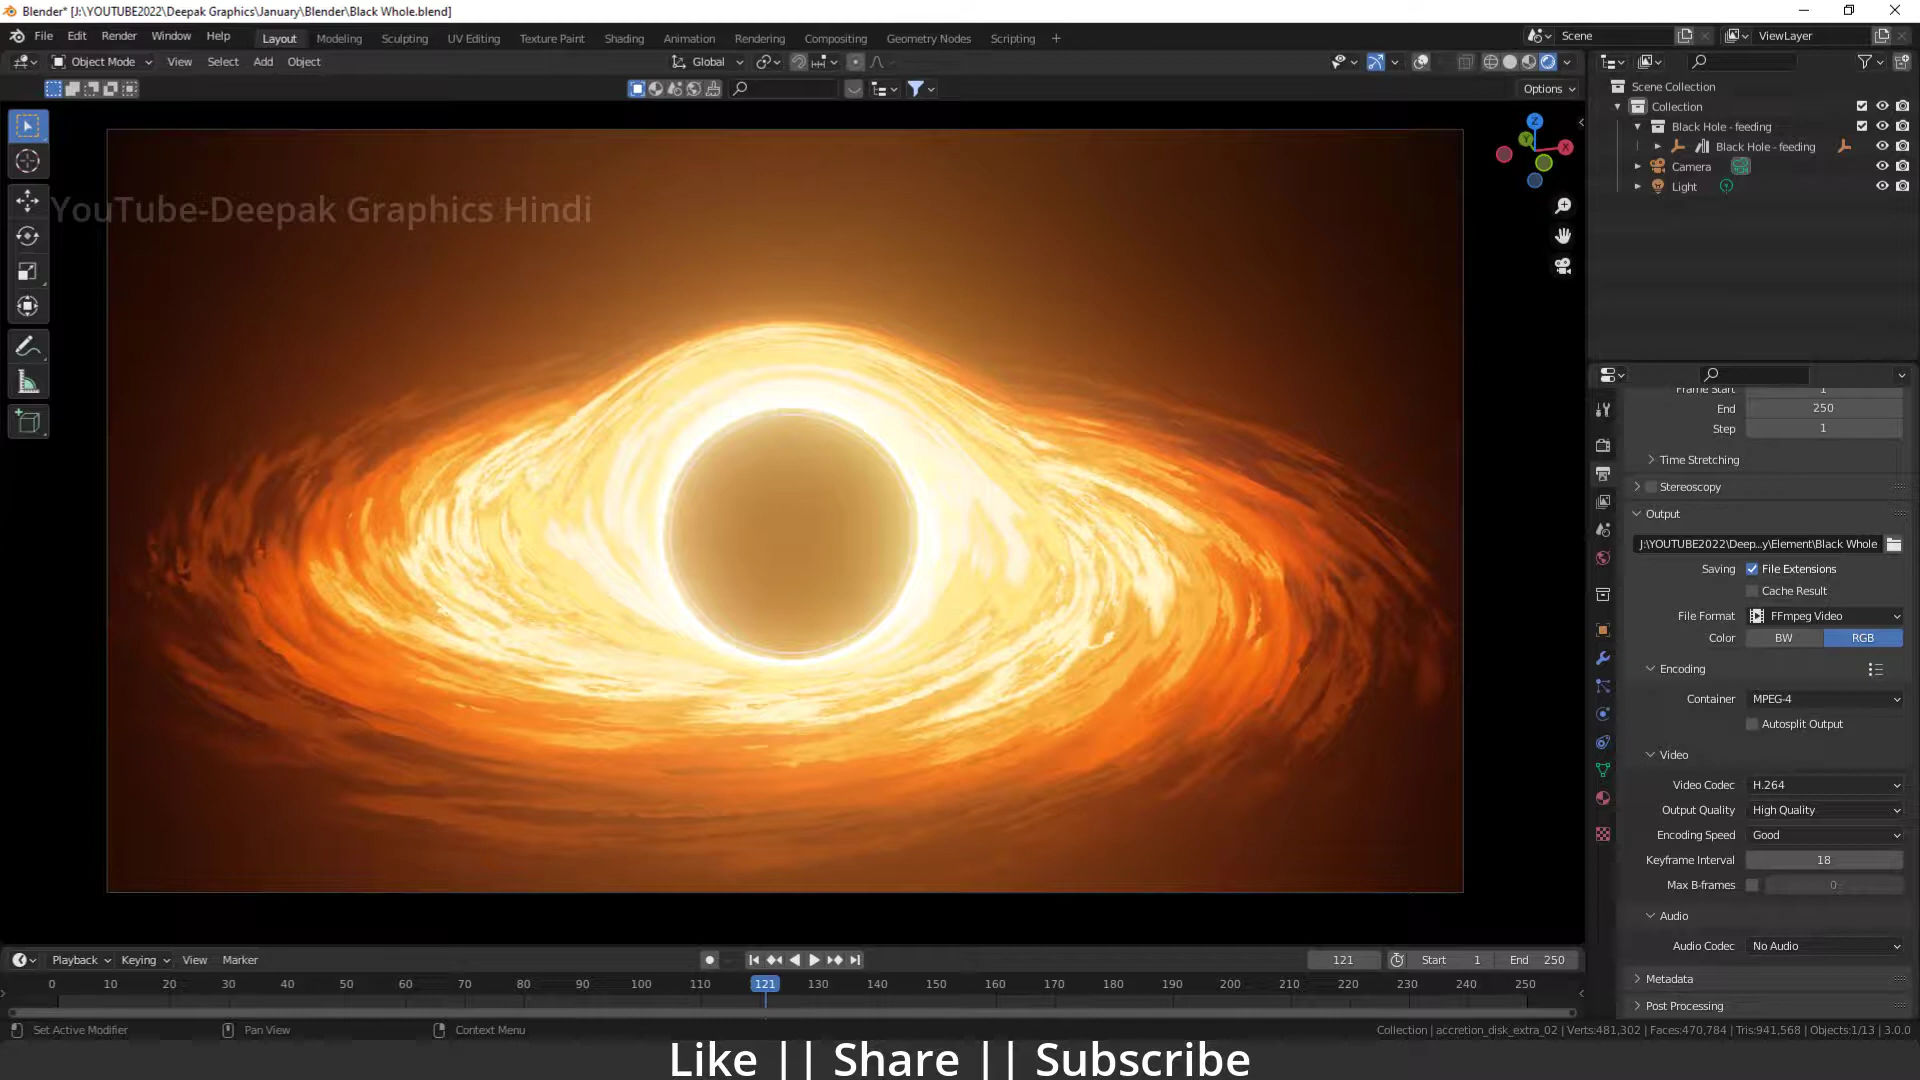 Blender* [J:\YOUTUBE2022\Deepak Graphics\January\Blender\Black Whole.blend]
File Edit Render Window Help Layout Modeling Sculpting UV Editing Texture Paint Shading Animation Rendering Compositing Geometry Nodes Scripting + Scene ViewLayer
Object Mode View Select Add Object Global
Options
Scene Collection
Collection
Black Hole - feeding
Black Hole - feeding
Camera
Light
Z
Y
X
YouTube-Deepak Graphics Hindi
Frame Start 1
End 250
Step 1
Time Stretching
Stereoscopy
Output
J:\YOUTUBE2022\Deep...y\Element\Black Whole
Saving File Extensions
Cache Result
File Format FFmpeg Video
Color BW RGB
Encoding
Container MPEG-4
Autosplit Output
Video
Video Codec H.264
Output Quality High Quality
Encoding Speed Good
Keyframe Interval 18
Max B-frames 0
Audio
Audio Codec No Audio
Metadata
Post Processing
Playback Keying View Marker 121 Start 1 End 250
0 10 20 30 40 50 60 70 80 90 100 110 121 130 140 150 160 170 180 190 200 210 220 230 240 250
Set Active Modifier Pan View Context Menu Collection | accretion_disk_extra_02 | Verts:481,302 | Faces:470,784 | Tris:941,568 | Objects:1/13 | 3.0.0
Like || Share || Subscribe